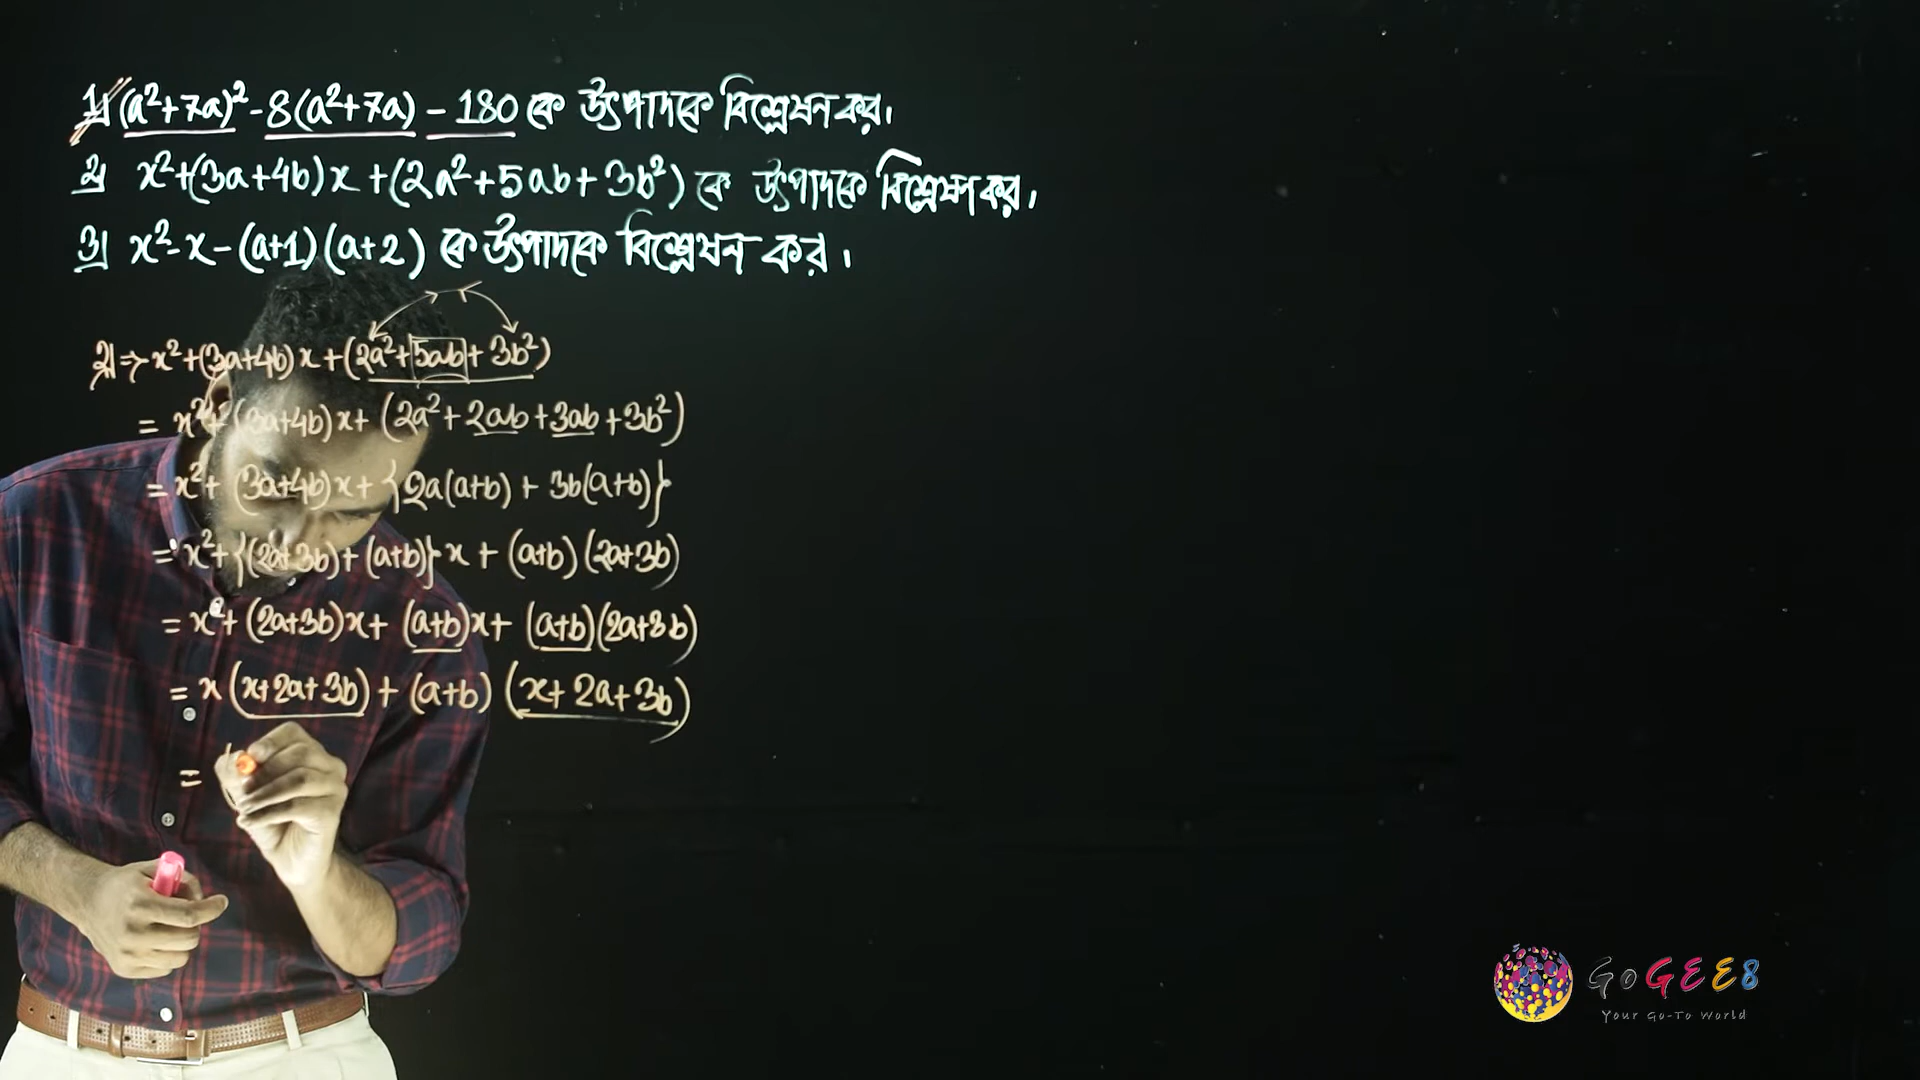 ১। (a²+7a)² - 8(a²+7a) - 180 কে উৎপাদকে বিশ্লেষন কর।
২। x²+(3a+4b)x+(2a²+5ab+3b²) কে উৎপাদকে বিশ্লেষণ কর।
৩। x²-x-(a+1)(a+2) কে উৎপাদকে বিশ্লেষন কর।
২। ⇒ x²+(3a+4b)x+(2a²+5ab+3b²)
= x²+(3a+4b)x+(2a²+2ab+3ab+3b²)
= x²+(3a+4b)x+{2a(a+b)+3b(a+b)}
= x²+{(2a+3b)+(a+b)}x+(a+b)(2a+3b)
= x²+(2a+3b)x+(a+b)x+(a+b)(2a+3b)
= x(x+2a+3b)+(a+b)(x+2a+3b)
= (
GoGEE8
Your Go-To World